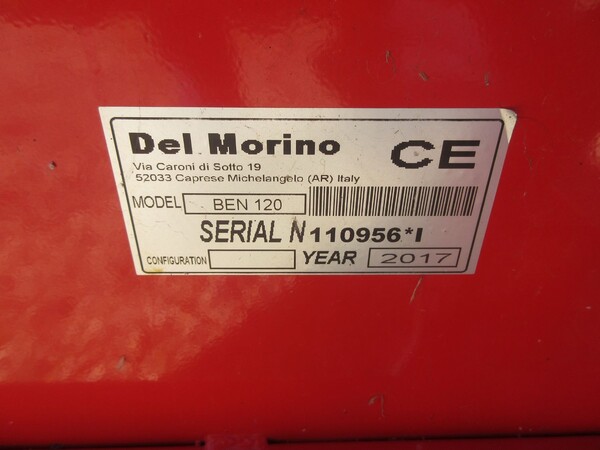 Del Morino
CE
Via Caroni di Sotto 19
52033 Caprese Michelangelo (AR) Italy
MODEL BEN 120
SERIAL N 110956*I
CONFIGURATION YEAR 2017